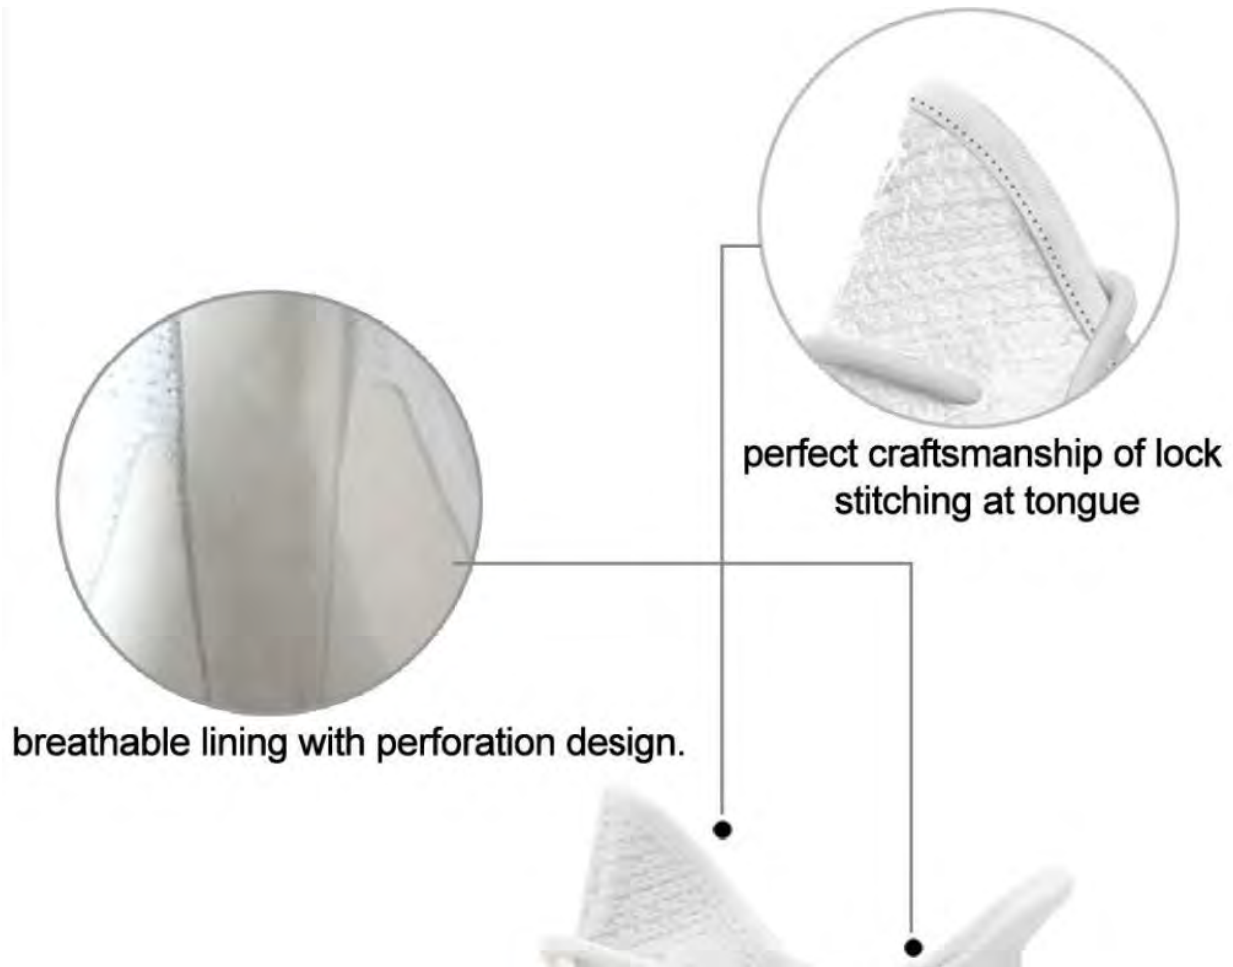 perfect craftsmanship of lock
stitching at tongue
breathable lining with perforation design.